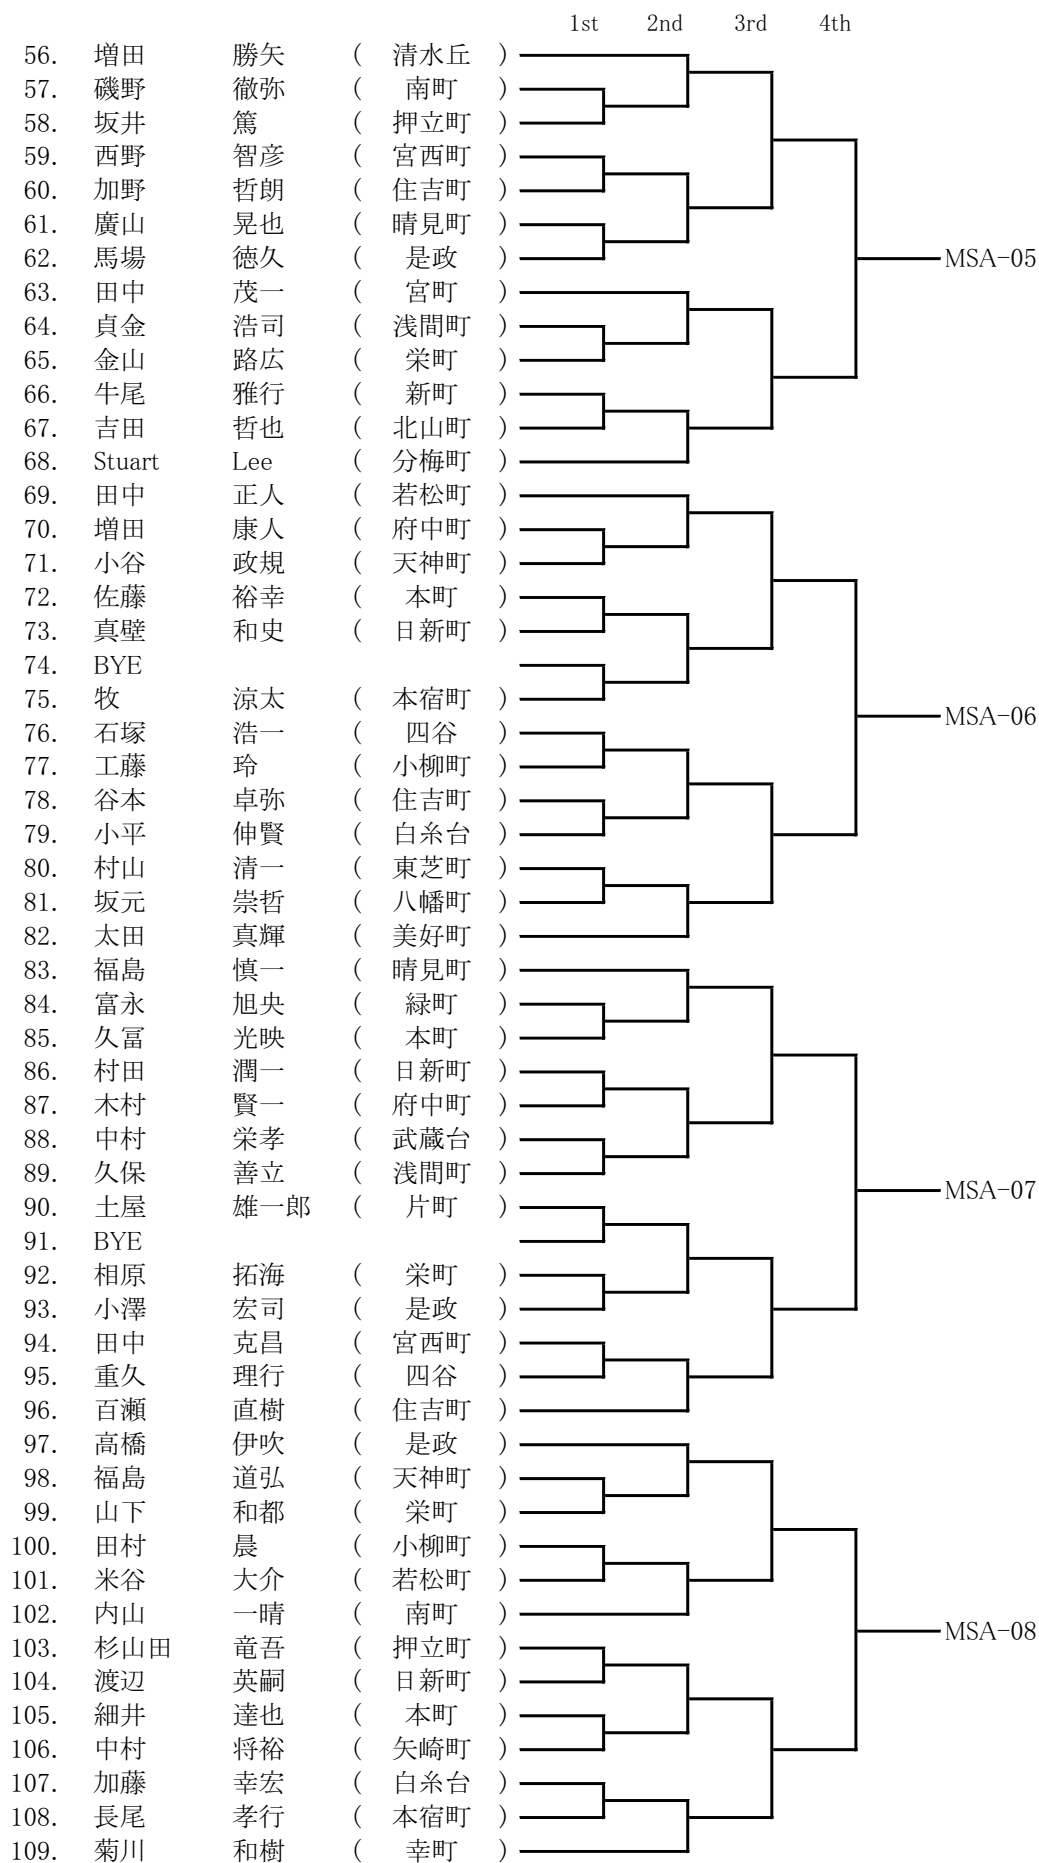 1st 2nd 3rd 4th
56. 増田 勝矢 ( 清水丘 )
57. 磯野 徹弥 ( 南町 )
58. 坂井 篤 ( 押立町 )
59. 西野 智彦 ( 宮西町 )
60. 加野 哲朗 ( 住吉町 )
61. 廣山 晃也 ( 晴見町 )
62. 馬場 徳久 ( 是政 ) MSA-05
63. 田中 茂一 ( 宮町 )
64. 貞金 浩司 ( 浅間町 )
65. 金山 路広 ( 栄町 )
66. 牛尾 雅行 ( 新町 )
67. 吉田 哲也 ( 北山町 )
68. Stuart Lee ( 分梅町 )
69. 田中 正人 ( 若松町 )
70. 増田 康人 ( 府中町 )
71. 小谷 政規 ( 天神町 )
72. 佐藤 裕幸 ( 本町 )
73. 真壁 和史 ( 日新町 )
74. BYE
75. 牧 涼太 ( 本宿町 ) MSA-06
76. 石塚 浩一 ( 四谷 )
77. 工藤 玲 ( 小柳町 )
78. 谷本 卓弥 ( 住吉町 )
79. 小平 伸賢 ( 白糸台 )
80. 村山 清一 ( 東芝町 )
81. 坂元 崇哲 ( 八幡町 )
82. 太田 真輝 ( 美好町 )
83. 福島 慎一 ( 晴見町 )
84. 富永 旭央 ( 緑町 )
85. 久冨 光映 ( 本町 )
86. 村田 潤一 ( 日新町 )
87. 木村 賢一 ( 府中町 )
88. 中村 栄孝 ( 武蔵台 )
89. 久保 善立 ( 浅間町 ) MSA-07
90. 土屋 雄一郎 ( 片町 )
91. BYE
92. 相原 拓海 ( 栄町 )
93. 小澤 宏司 ( 是政 )
94. 田中 克昌 ( 宮西町 )
95. 重久 理行 ( 四谷 )
96. 百瀬 直樹 ( 住吉町 )
97. 高橋 伊吹 ( 是政 )
98. 福島 道弘 ( 天神町 )
99. 山下 和都 ( 栄町 )
100. 田村 晨 ( 小柳町 )
101. 米谷 大介 ( 若松町 )
102. 内山 一晴 ( 南町 ) MSA-08
103. 杉山田 竜吾 ( 押立町 )
104. 渡辺 英嗣 ( 日新町 )
105. 細井 達也 ( 本町 )
106. 中村 将裕 ( 矢崎町 )
107. 加藤 幸宏 ( 白糸台 )
108. 長尾 孝行 ( 本宿町 )
109. 菊川 和樹 ( 幸町 )